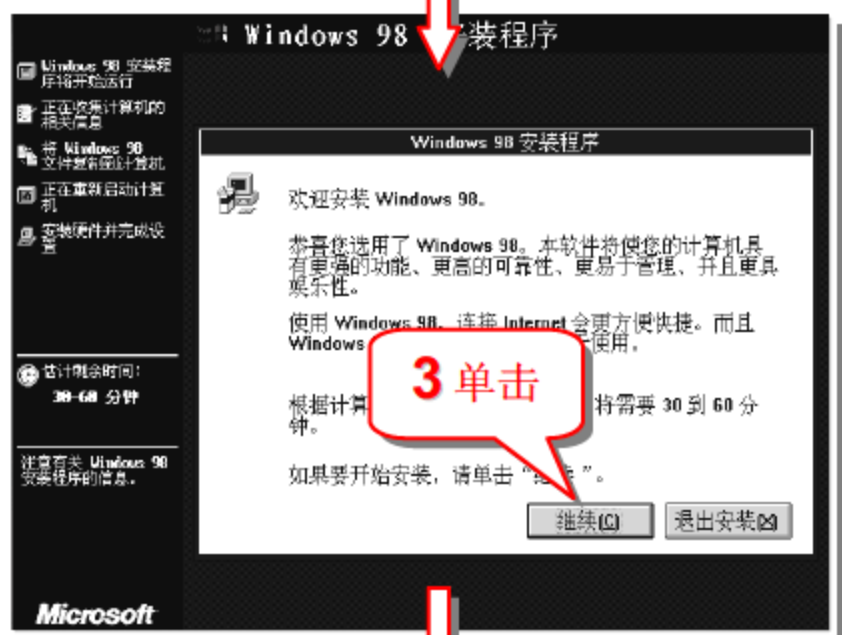 Windows 98 安装程序
Windows 98 安装程
序将开始运行
正在收集计算机的
相关信息
将 Windows 98
文件复制到计算机
正在重新启动计算
机
安装硬件并完成设
置
估计剩余时间:
30-60 分钟
注意有关 Windows 98
安装程序的信息。
Microsoft
Windows 98 安装程序
欢迎安装 Windows 98。
恭喜您选用了 Windows 98。本软件将使您的计算机具
有更强的功能、更高的可靠性、更易于管理、并且更具
娱乐性。
使用 Windows 98，连接 Internet 会更方便快捷。而且
Windows 使用。
根据计算 将需要 30 到 60 分
钟。
如果要开始安装，请单击“继续”。
3 单击
继续(C)
退出安装(X)